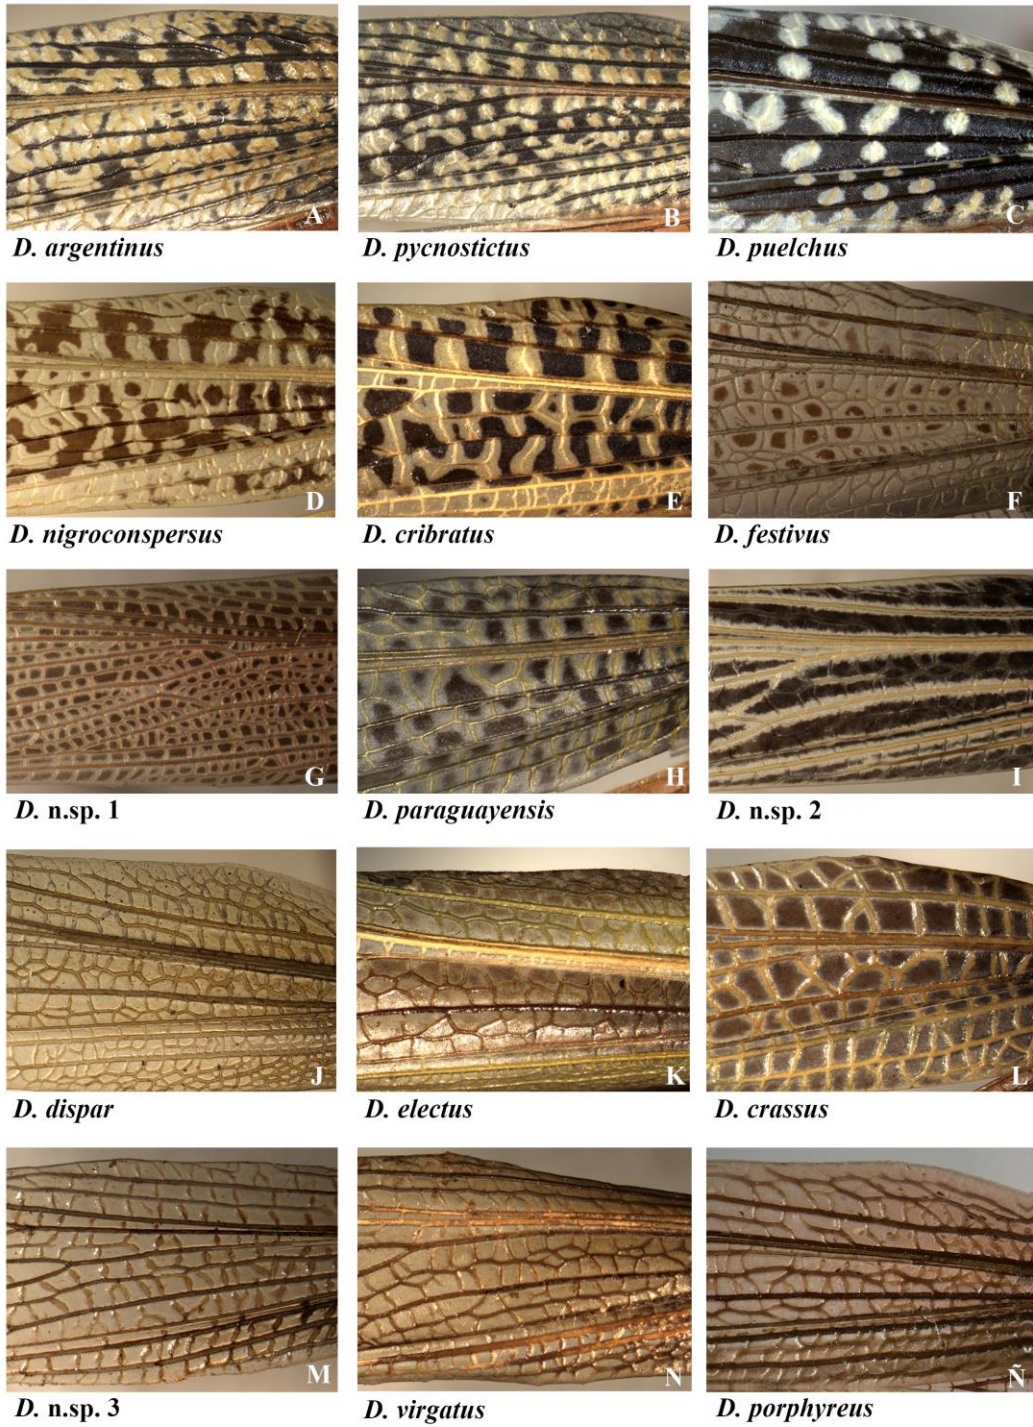 A
B
C
D. argentinus
D. pycnostictus
D. puelchus
D
E
F
D. nigroconspersus
D. cribratus
D. festivus
G
H
I
D. n.sp. 1
D. paraguayensis
D. n.sp. 2
J
K
L
D. dispar
D. electus
D. crassus
M
N
Ñ
D. n.sp. 3
D. virgatus
D. porphyreus